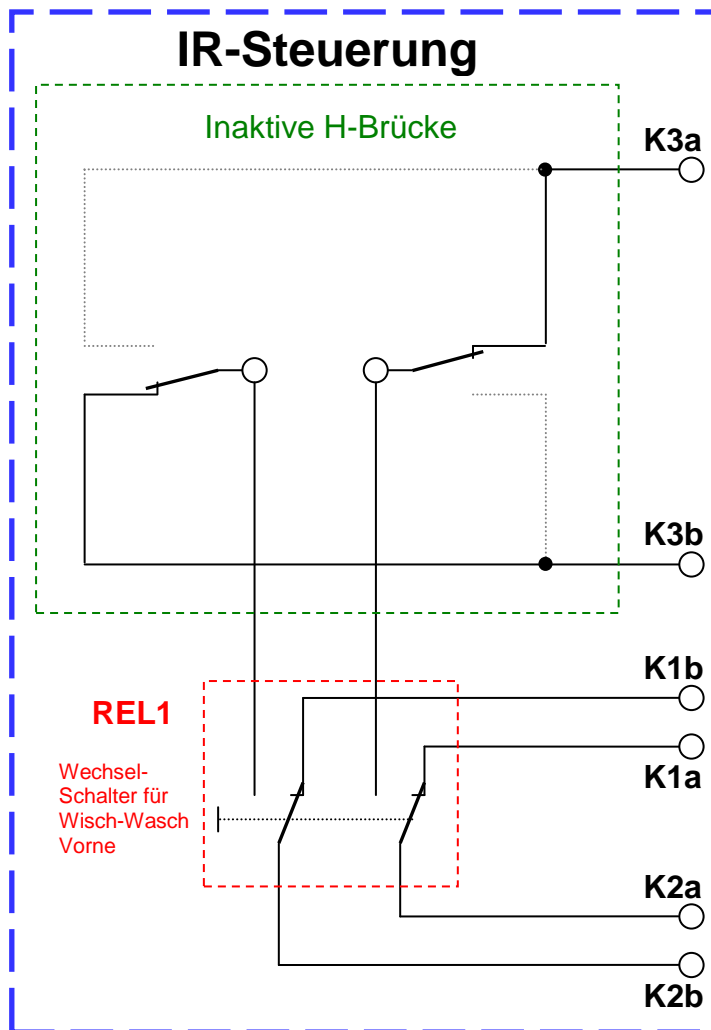 IR-Steuerung
Inaktive H-Brücke
K3a
K3b
K1b
REL1
K1a
Wechsel-
Schalter für
Wisch-Wasch
Vorne
K2a
K2b